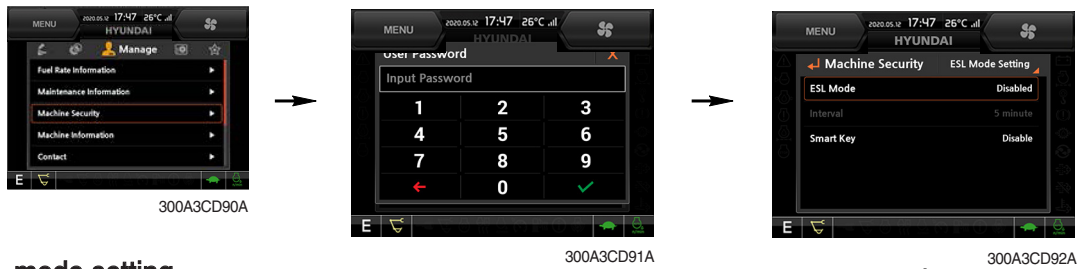 MENU
2020.05.12 17:47 26°C .ıl
HYUNDAI
Manage
Fuel Rate Information
Maintenance Information
Machine Security
Machine Information
Contact
E
300A3CD90A
MENU
2020.05.12 17:47 26°C .ıl
HYUNDAI
User Password X
Input Password
1 2 3
4 5 6
7 8 9
0
E
300A3CD91A
MENU
2020.05.12 17:47 26°C .ıl
HYUNDAI
Machine Security ESL Mode Setting
ESL Mode Disabled
Interval 5 minute
Smart Key Disable
E
300A3CD92A
mode setting